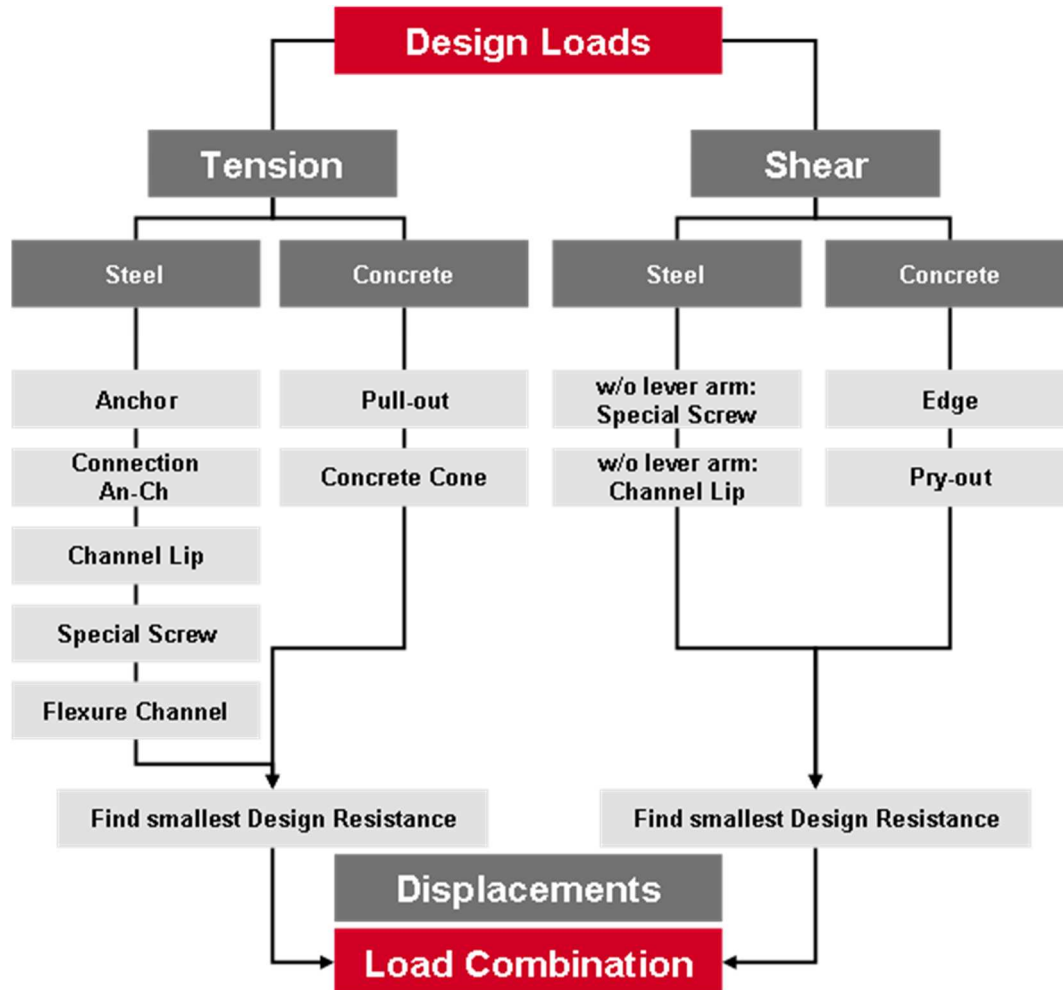 Design Loads
Tension
Shear
Steel
Concrete
Steel
Concrete
Anchor
Pull-out
w/o lever arm:
Special Screw
Edge
Connection
An-Ch
Concrete Cone
w/o lever arm:
Channel Lip
Pry-out
Channel Lip
Special Screw
Flexure Channel
Find smallest Design Resistance
Find smallest Design Resistance
Displacements
Load Combination